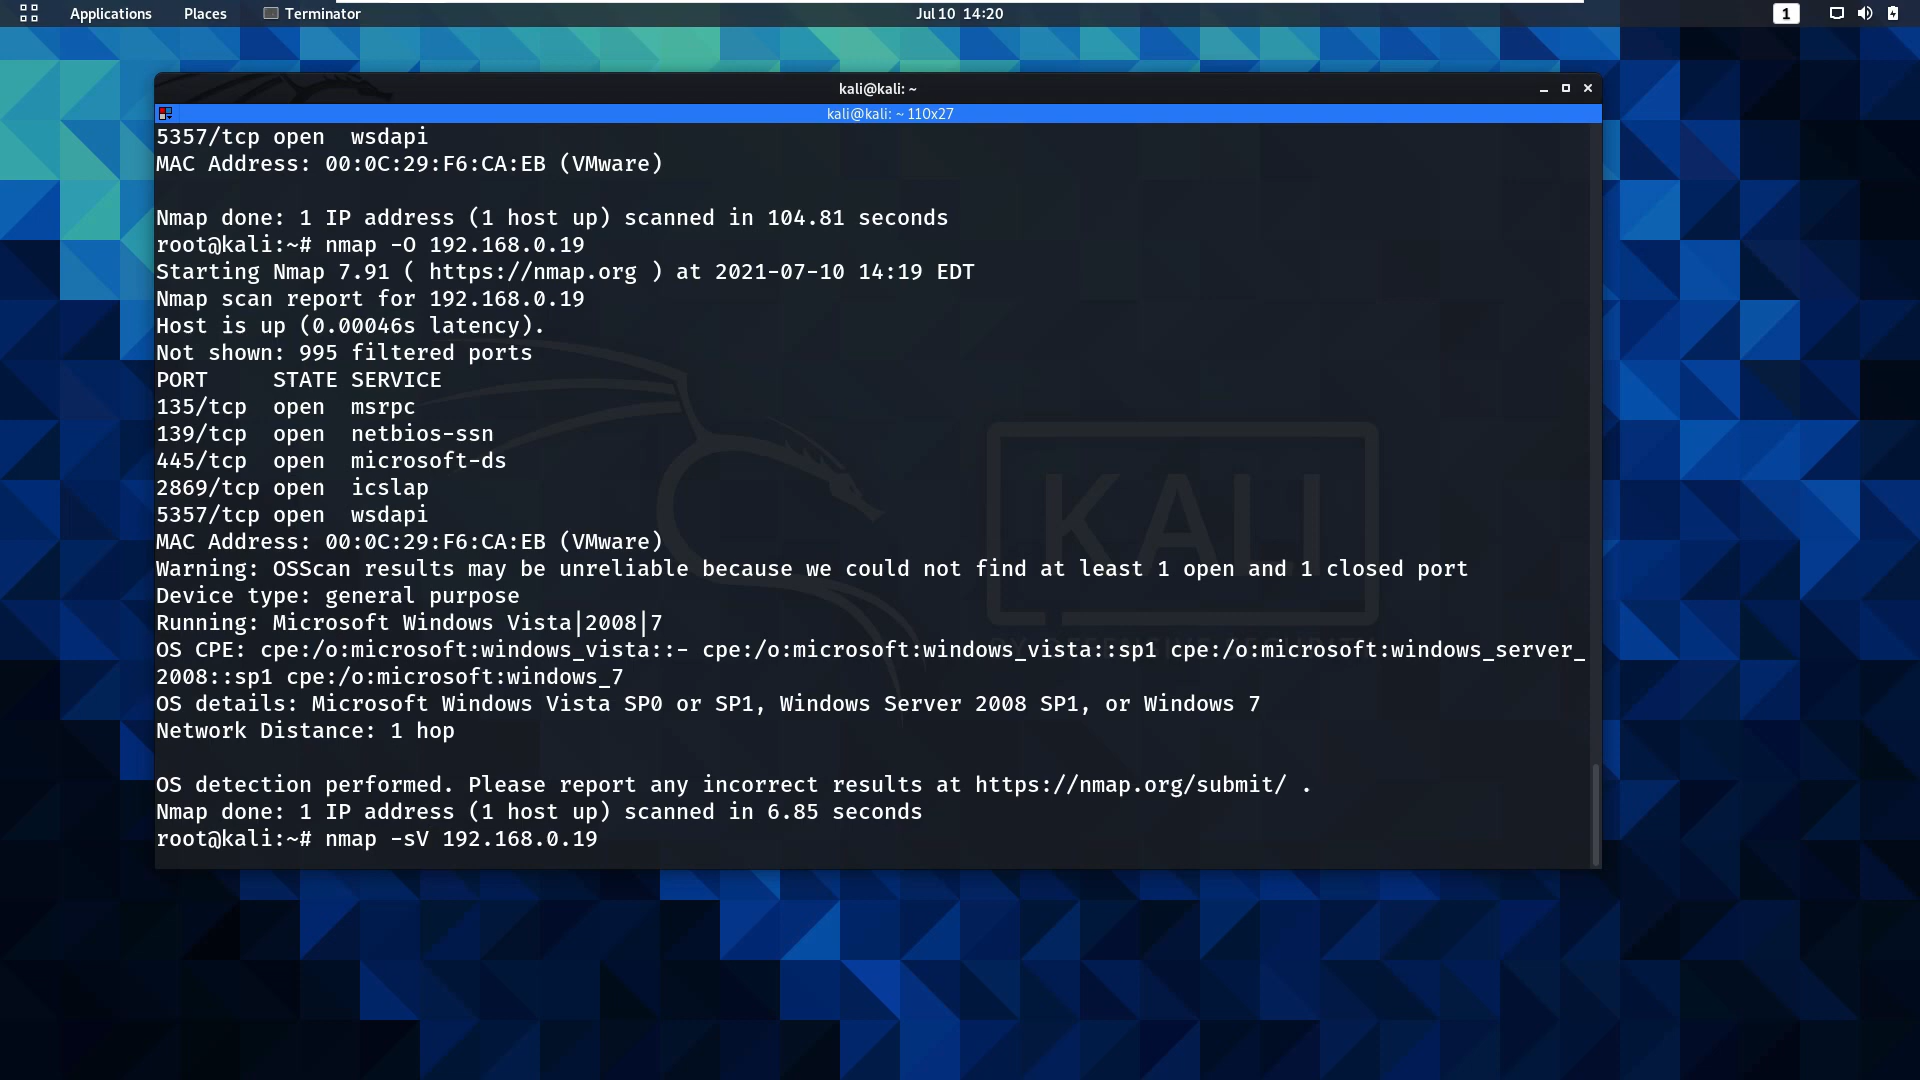 Applications Places Terminator Jul 10 14:20 1
kali@kali: ~
kali@kali: ~ 110x27
5357/tcp open  wsdapi
MAC Address: 00:0C:29:F6:CA:EB (VMware)
Nmap done: 1 IP address (1 host up) scanned in 104.81 seconds
root@kali:~# nmap -O 192.168.0.19
Starting Nmap 7.91 ( https://nmap.org ) at 2021-07-10 14:19 EDT
Nmap scan report for 192.168.0.19
Host is up (0.00046s latency).
Not shown: 995 filtered ports
PORT     STATE SERVICE
135/tcp  open  msrpc
139/tcp  open  netbios-ssn
445/tcp  open  microsoft-ds
2869/tcp open  icslap
5357/tcp open  wsdapi
MAC Address: 00:0C:29:F6:CA:EB (VMware)
Warning: OSScan results may be unreliable because we could not find at least 1 open and 1 closed port
Device type: general purpose
Running: Microsoft Windows Vista|2008|7
OS CPE: cpe:/o:microsoft:windows_vista::- cpe:/o:microsoft:windows_vista::sp1 cpe:/o:microsoft:windows_server_
2008::sp1 cpe:/o:microsoft:windows_7
OS details: Microsoft Windows Vista SP0 or SP1, Windows Server 2008 SP1, or Windows 7
Network Distance: 1 hop
OS detection performed. Please report any incorrect results at https://nmap.org/submit/ .
Nmap done: 1 IP address (1 host up) scanned in 6.85 seconds
root@kali:~# nmap -sV 192.168.0.19
KALI
BY OFFENSIVE SECURITY